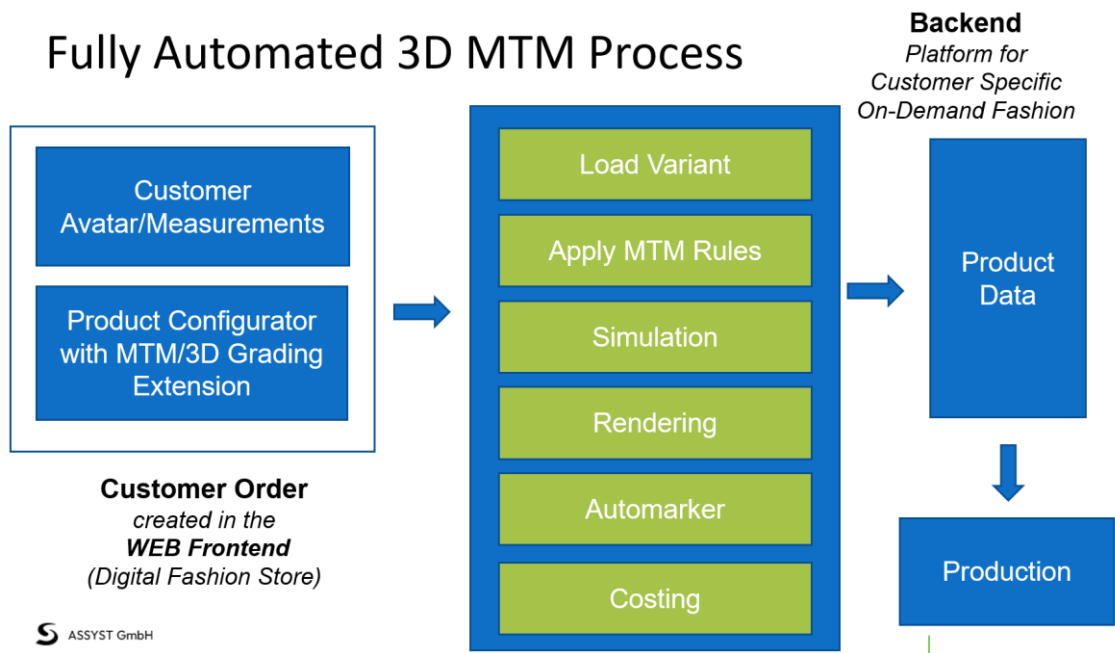 Fully Automated 3D MTM Process
Backend
Platform for
Customer Specific
On-Demand Fashion
Customer
Avatar/Measurements
Product Configurator
with MTM/3D Grading
Extension
Customer Order
created in the
WEB Frontend
(Digital Fashion Store)
Load Variant
Apply MTM Rules
Simulation
Rendering
Automarker
Costing
Product
Data
Production
ASSYST GmbH